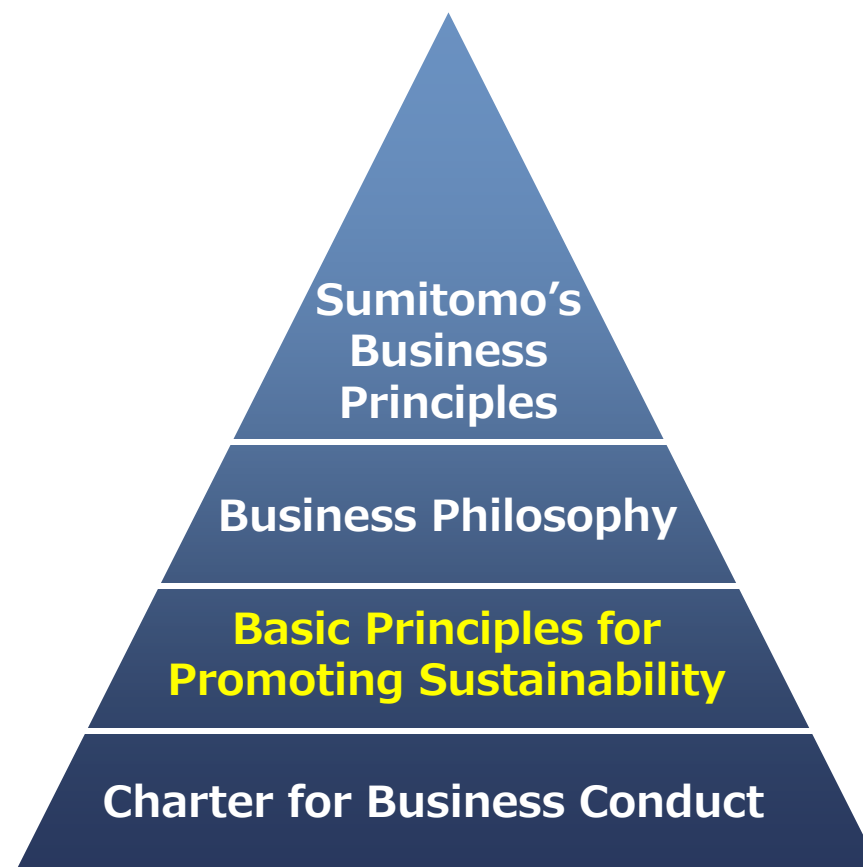 Sumitomo’s
Business
Principles
Business Philosophy
Basic Principles for
Promoting Sustainability
Charter for Business Conduct